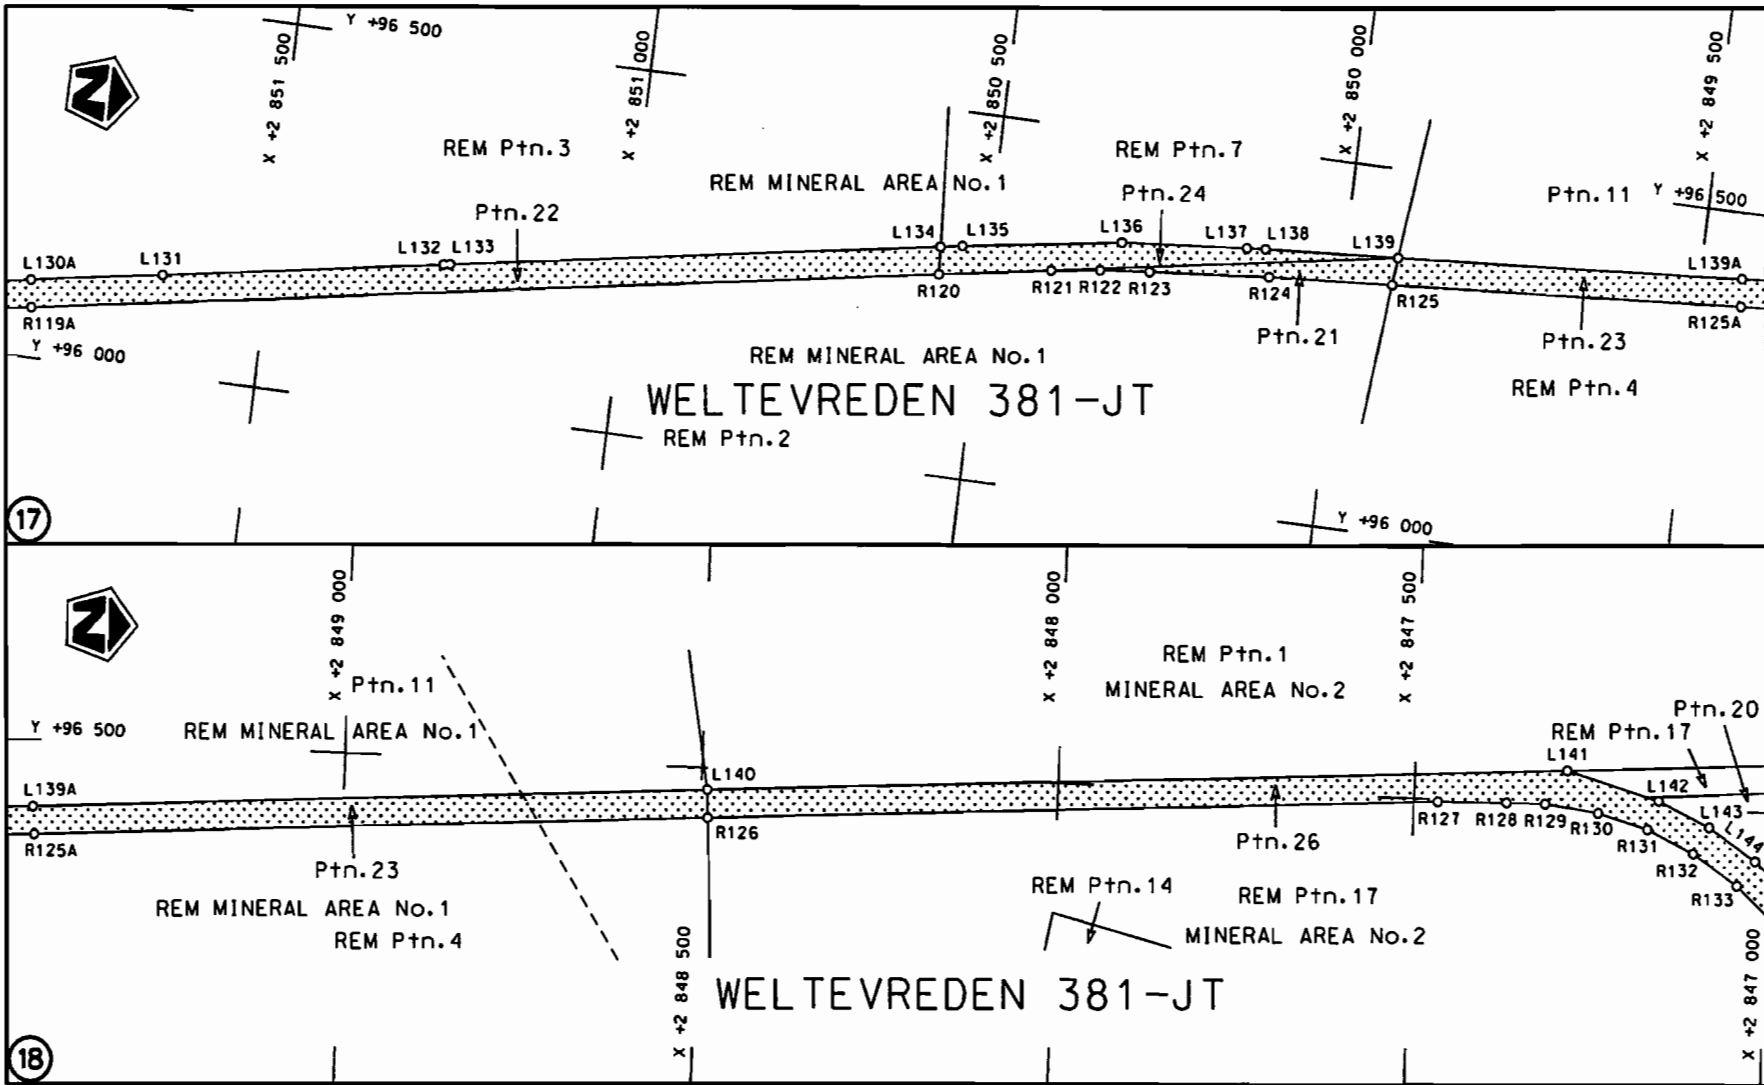 Y +96 500
X +2 851 500
X +2 851 000
X +2 850 500
X +2 850 000
X +2 849 500
N
REM Ptn.3
REM Ptn.7
REM MINERAL AREA No.1
Ptn.24
Ptn.11
Y +96 500
Ptn.22
L130A
L131
L132
L133
L134
L135
L136
L137
L138
L139
L139A
R119A
R120
R121
R122
R123
R124
R125
R125A
Y +96 000
Ptn.21
Ptn.23
REM MINERAL AREA No.1
WELTEVREDEN 381-JT
REM Ptn.4
REM Ptn.2
17
Y +96 000
N
X +2 849 000
X +2 848 000
X +2 847 500
REM Ptn.1
MINERAL AREA No.2
Ptn.11
Y +96 500
REM MINERAL AREA No.1
Ptn.20
REM Ptn.17
L139A
L140
L141
L142
L143
L144
R125A
R126
R127
R128
R129
R130
R131
R132
R133
Ptn.23
Ptn.26
REM MINERAL AREA No.1
REM Ptn.4
REM Ptn.14
REM Ptn.17
MINERAL AREA No.2
X +2 848 500
WELTEVREDEN 381-JT
X +2 847 000
18